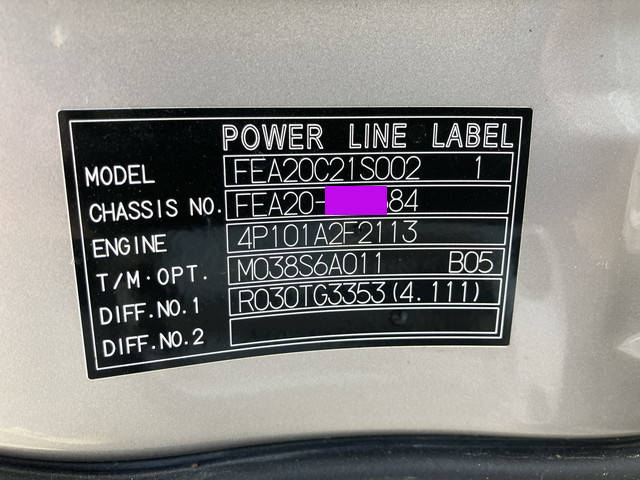 POWER LINE LABEL
MODEL FEA20C21S002 1
CHASSIS NO. FEA20- 84
ENGINE 4P101A2F2113
T/M·OPT. M038S6A011 B05
DIFF.NO.1 R030TG3353(4.111)
DIFF.NO.2